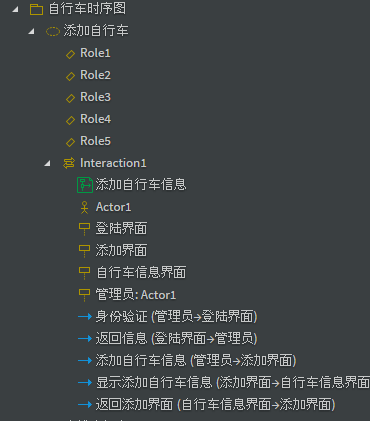 自行车时序图
添加自行车
Role1
Role2
Role3
Role4
Role5
Interaction1
添加自行车信息
Actor1
登陆界面
添加界面
自行车信息界面
管理员: Actor1
身份验证 (管理员→登陆界面)
返回信息 (登陆界面→管理员)
添加自行车信息 (管理员→添加界面)
显示添加自行车信息 (添加界面→自行车信息界面
返回添加界面 (自行车信息界面→添加界面)